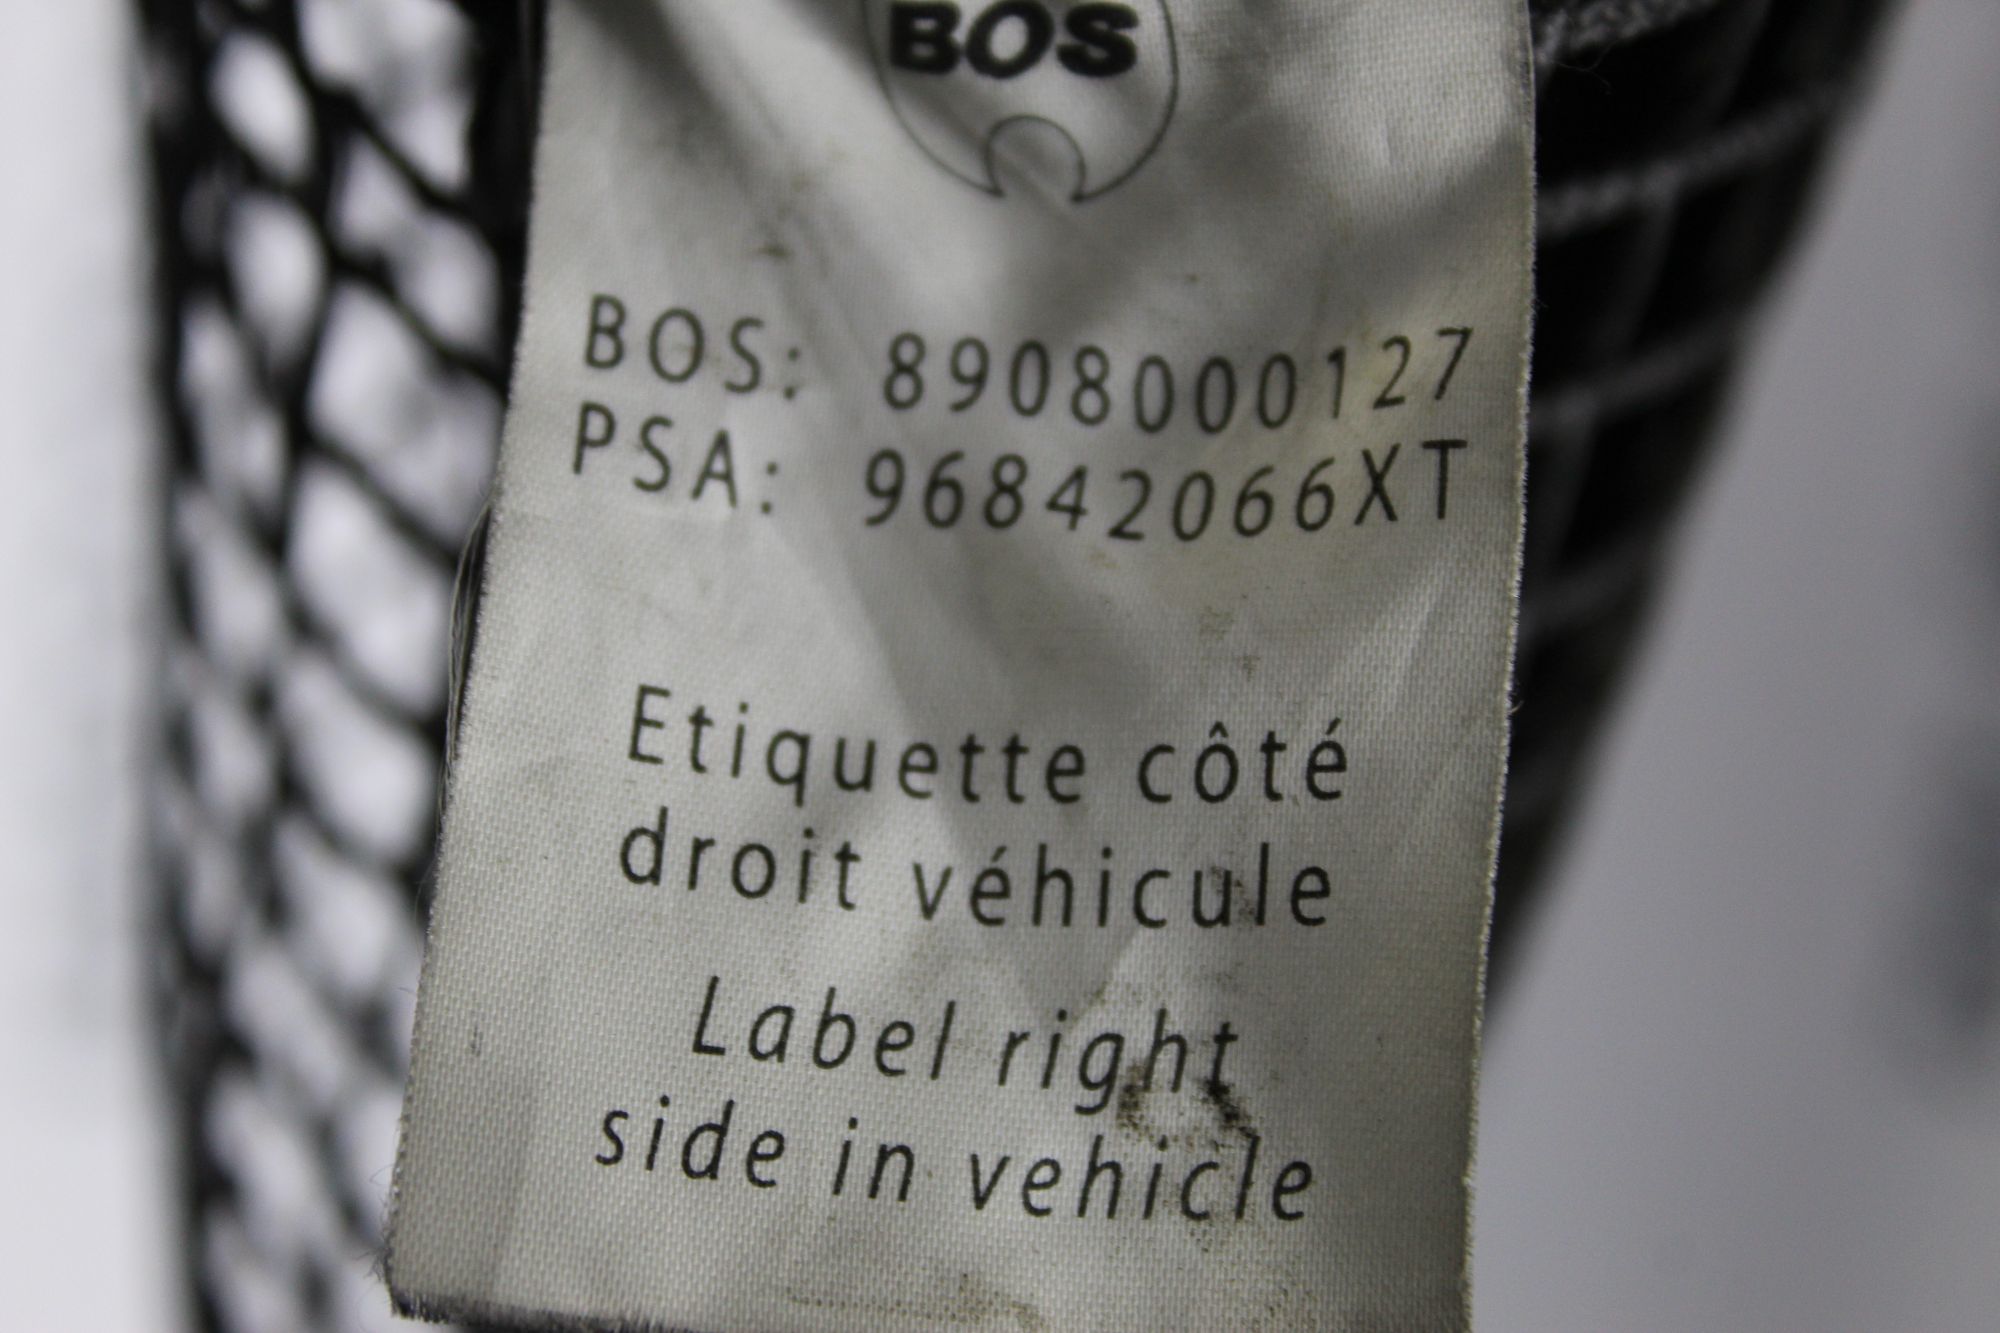 BOS
BOS: 8908000127
PSA: 96842066XT
Etiquette côté
droit véhicule
Label right
side in vehicle